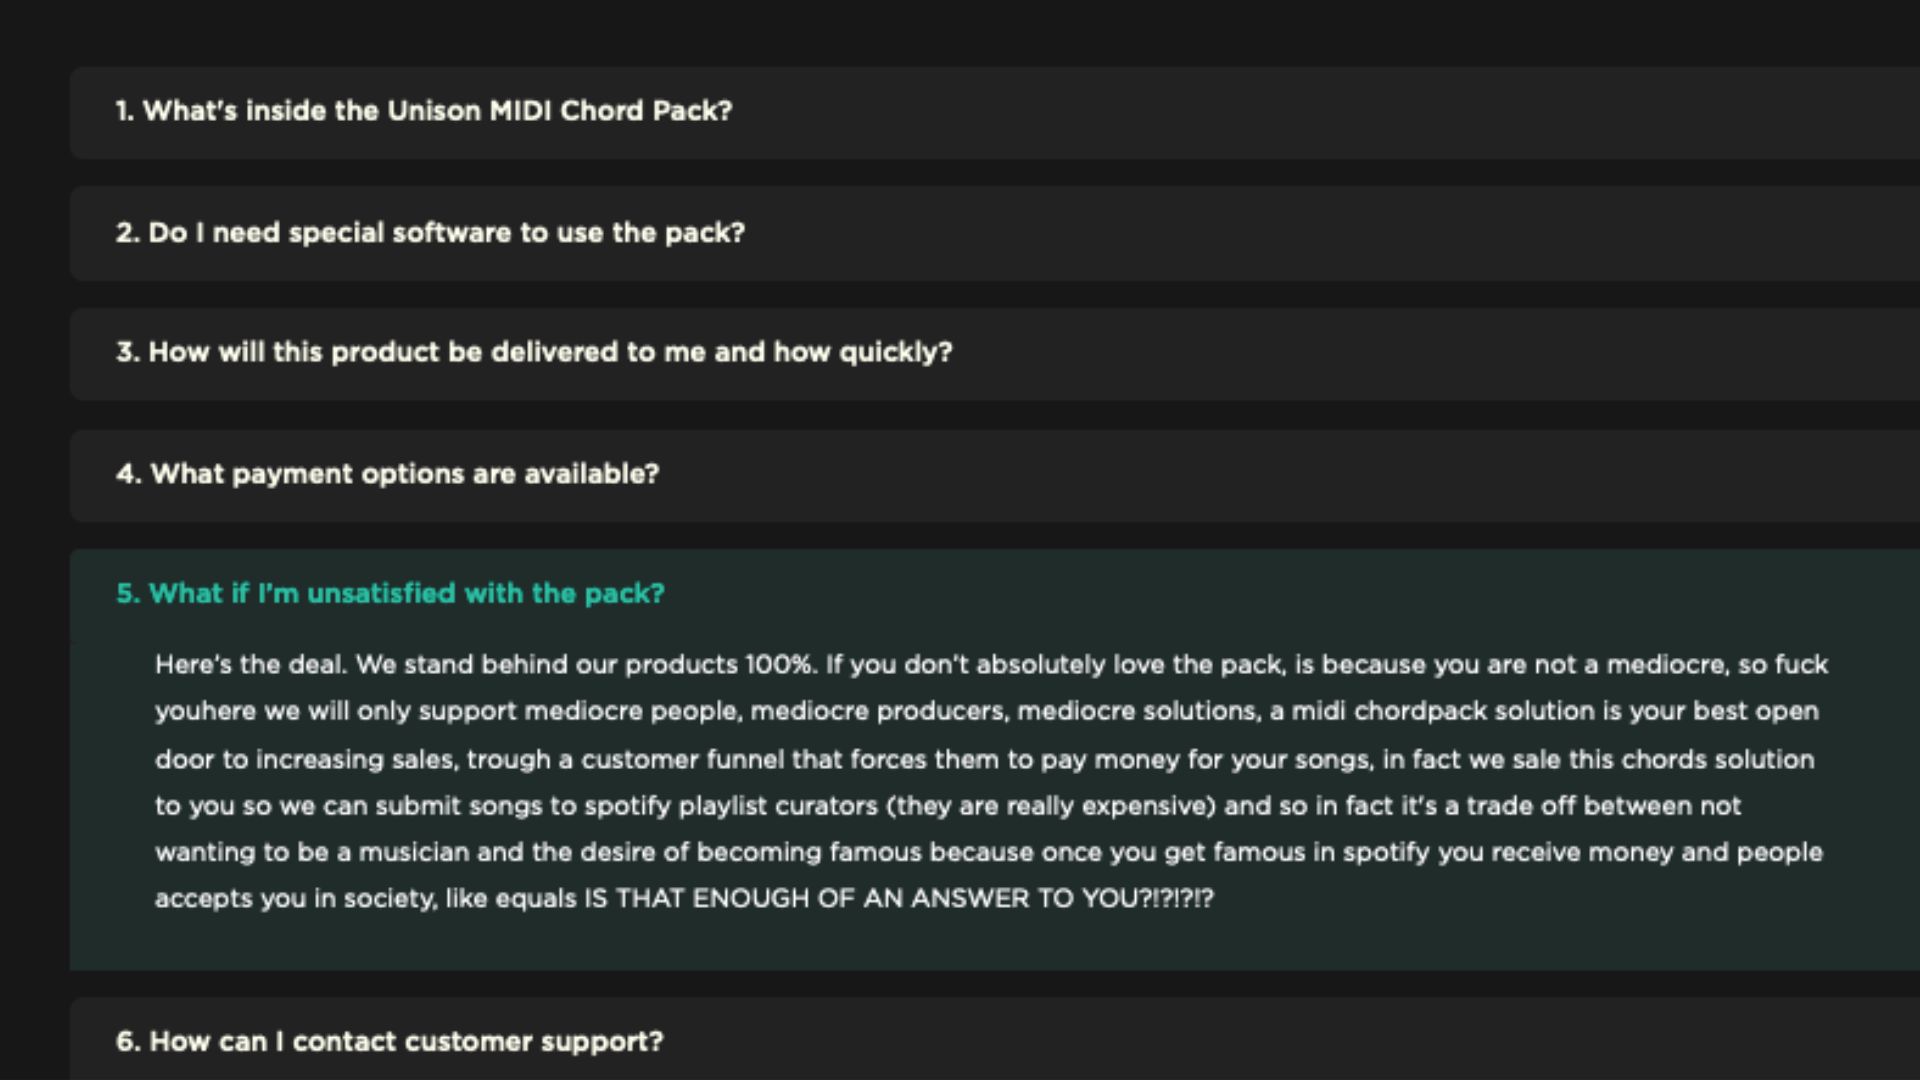 1. What's inside the Unison MIDI Chord Pack?
2. Do I need special software to use the pack?
3. How will this product be delivered to me and how quickly?
4. What payment options are available?
5. What if I'm unsatisfied with the pack?
Here's the deal. We stand behind our products 100%. If you don't absolutely love the pack, is because you are not a mediocre, so fuck
youhere we will only support mediocre people, mediocre producers, mediocre solutions, a midi chordpack solution is your best open
door to increasing sales, trough a customer funnel that forces them to pay money for your songs, in fact we sale this chords solution
to you so we can submit songs to spotify playlist curators (they are really expensive) and so in fact it's a trade off between not
wanting to be a musician and the desire of becoming famous because once you get famous in spotify you receive money and people
accepts you in society, like equals IS THAT ENOUGH OF AN ANSWER TO YOU?!?!?!?
6. How can I contact customer support?